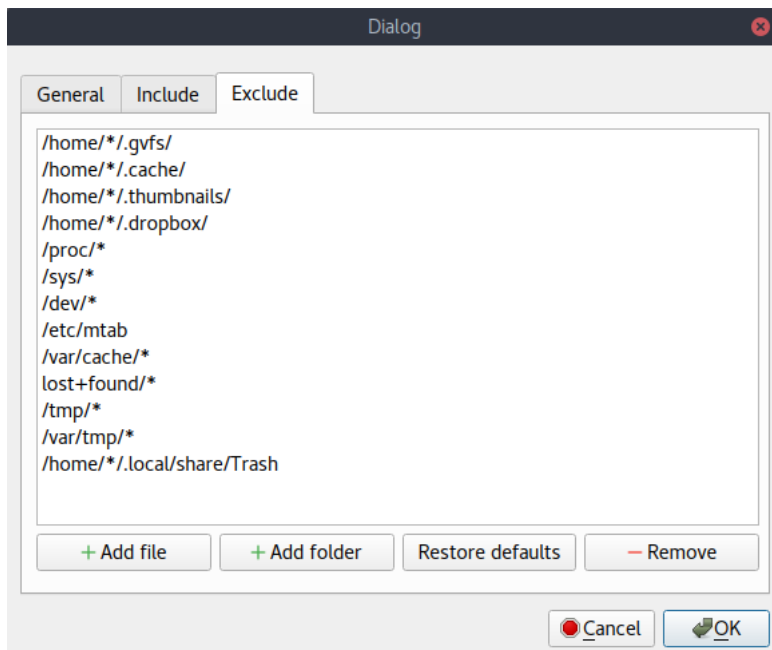 Dialog
General Include Exclude
/home/*/.gvfs/
/home/*/.cache/
/home/*/.thumbnails/
/home/*/.dropbox/
/proc/*
/sys/*
/dev/*
/etc/mtab
/var/cache/*
lost+found/*
/tmp/*
/var/tmp/*
/home/*/.local/share/Trash
+ Add file + Add folder Restore defaults − Remove
Cancel OK